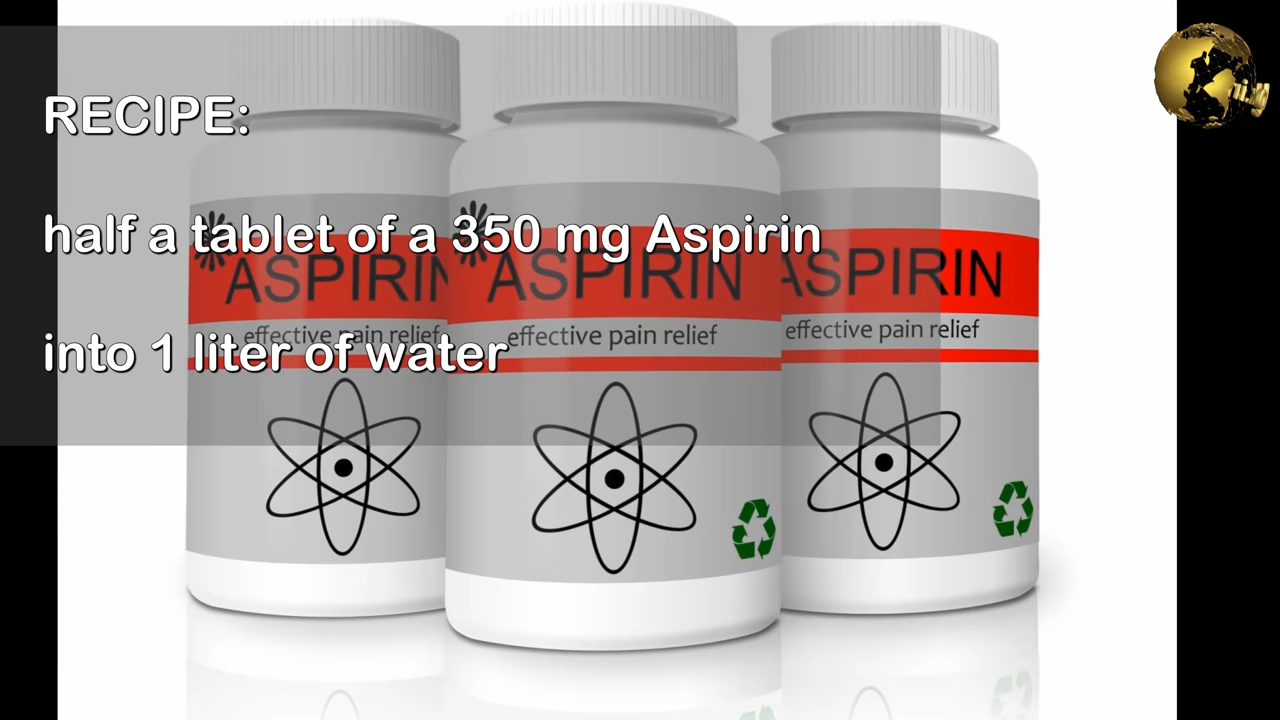 RECIPE:
half a tablet of a 350 mg Aspirin
into 1 liter of water
ASPIRIN
effective pain relief
ASPIRIN
effective pain relief
ASPIRIN
effective pain relief